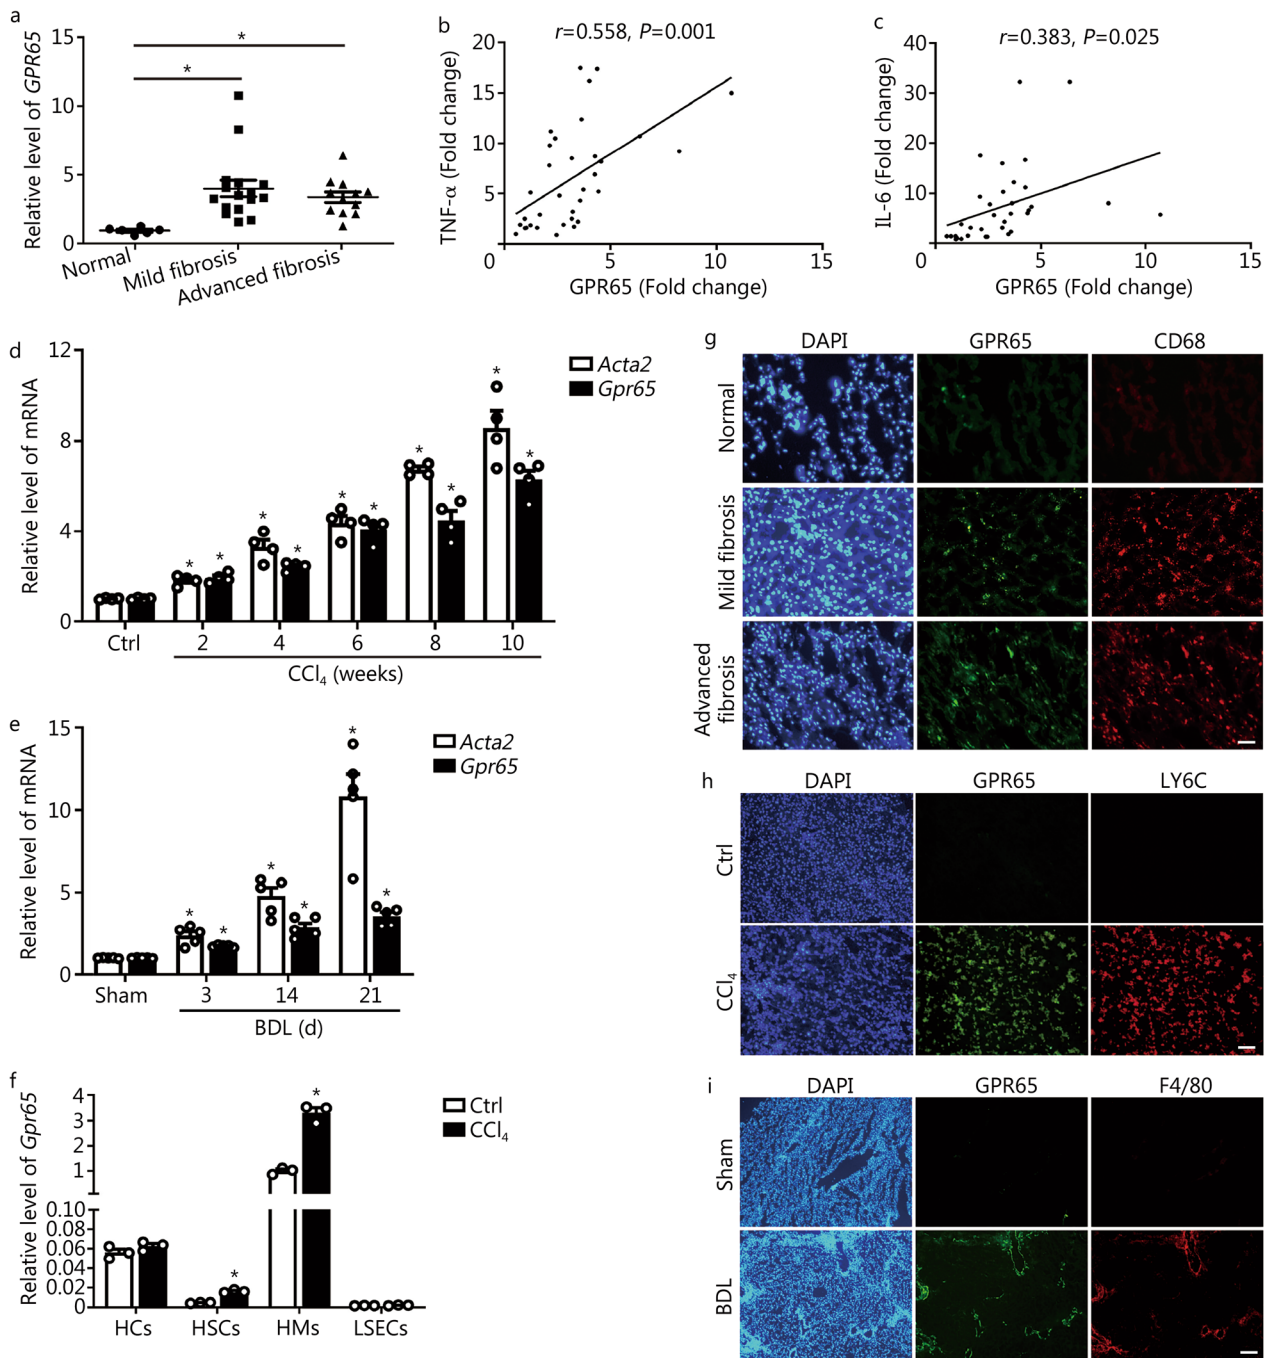 a
Relative level of GPR65
15
10
5
0
*
*
Normal
Mild fibrosis
Advanced fibrosis
b
r=0.558, P=0.001
TNF-α (Fold change)
20
15
10
5
0
5
10
15
GPR65 (Fold change)
c
r=0.383, P=0.025
IL-6 (Fold change)
40
30
20
10
0
5
10
15
GPR65 (Fold change)
d
Relative level of mRNA
12
8
4
0
Acta2
Gpr65
* * * * * * * * * *
Ctrl 2 4 6 8 10
CCl4 (weeks)
e
Relative level of mRNA
15
10
5
0
Acta2
Gpr65
* * * * * *
Sham 3 14 21
BDL (d)
f
Relative level of Gpr65
4
3
2
1
0.10
0.08
0.06
0.04
0.02
0
Ctrl
CCl4
* *
HCs HSCs HMs LSECs
g
DAPI GPR65 CD68
Normal
Mild fibrosis
Advanced
fibrosis
h
DAPI GPR65 LY6C
Ctrl
CCl4
i
DAPI GPR65 F4/80
Sham
BDL